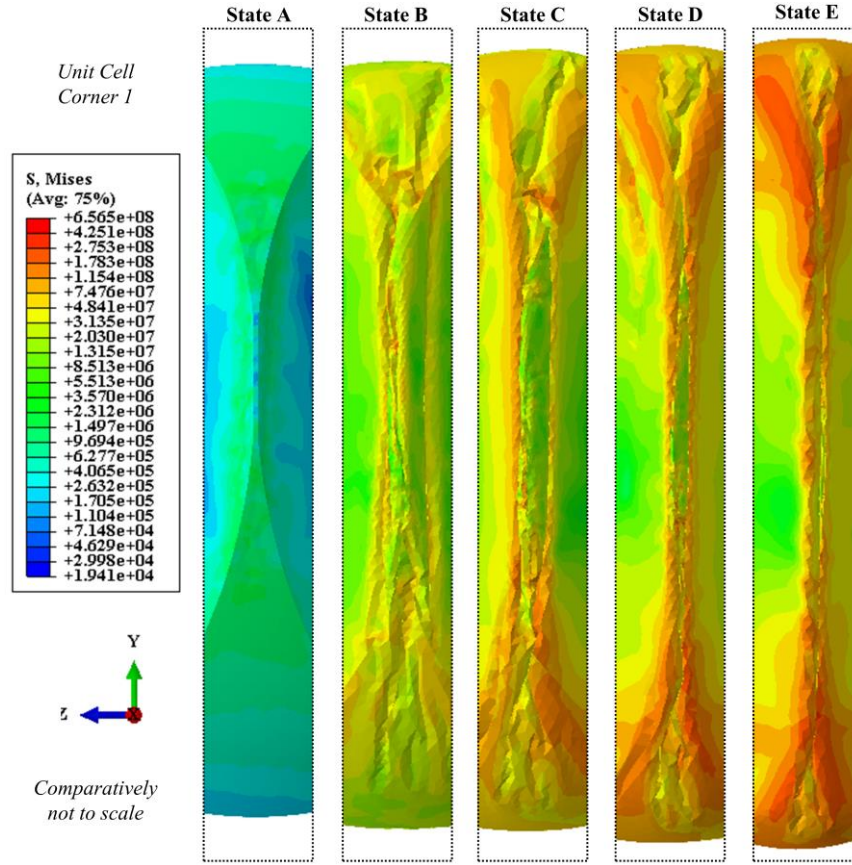 State A State B State C State D State E
Unit Cell
Corner 1
S, Mises
(Avg: 75%)
+6.565e+08
+4.251e+08
+2.753e+08
+1.783e+08
+1.154e+08
+7.476e+07
+4.841e+07
+3.135e+07
+2.030e+07
+1.315e+07
+8.513e+06
+5.513e+06
+3.570e+06
+2.312e+06
+1.497e+06
+9.694e+05
+6.277e+05
+4.065e+05
+2.632e+05
+1.705e+05
+1.104e+05
+7.148e+04
+4.629e+04
+2.998e+04
+1.941e+04
Y
Z X
Comparatively
not to scale